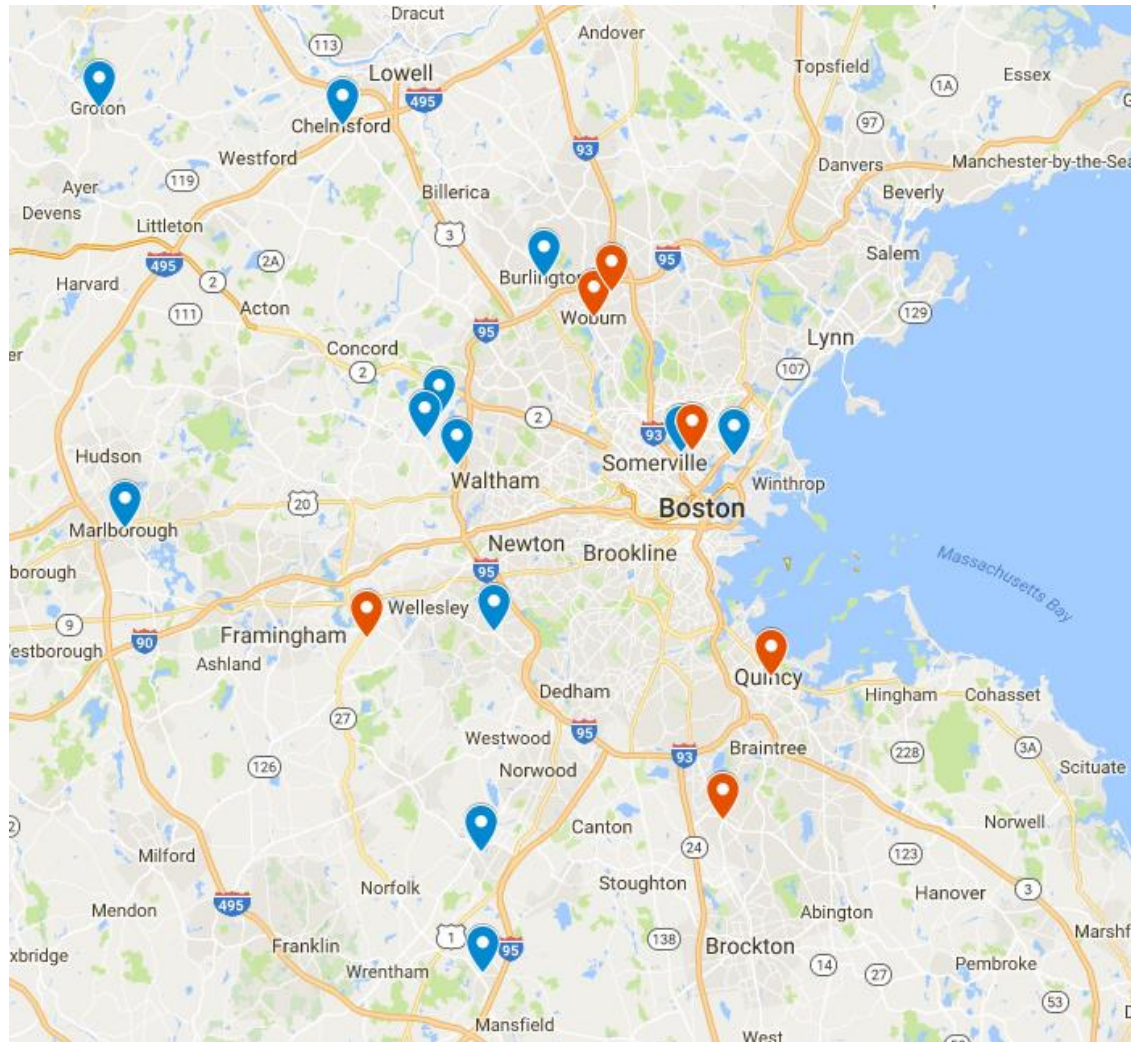 Dracut
Andover
113
Lowell
Topsfield
Essex
Groton
495
1A
Chelmsford
97
Westford
93
Danvers
Manchester-by-the-Sea
119
Ayer
Billerica
Beverly
Devens
Littleton
3
Salem
2A
95
495
Burlington
Harvard
2
111
Acton
Woburn
129
95
Lynn
Concord
2
107
2
93
Hudson
Somerville
Waltham
Winthrop
20
Boston
Marlborough
Newton
Brookline
Massachusetts Bay
borough
95
Wellesley
9
Framingham
90
estborough
Ashland
Quincy
Dedham
Hingham
Cohasset
27
95
Westwood
93
Braintree
228
3A
126
Norwood
Scituate
Canton
Norwell
24
Milford
123
Norfolk
Stoughton
Hanover
3
495
Mendon
Abington
1
138
Marshf
Franklin
95
Brockton
xbridge
Wrentham
14
27
Pembroke
53
Mansfield
West